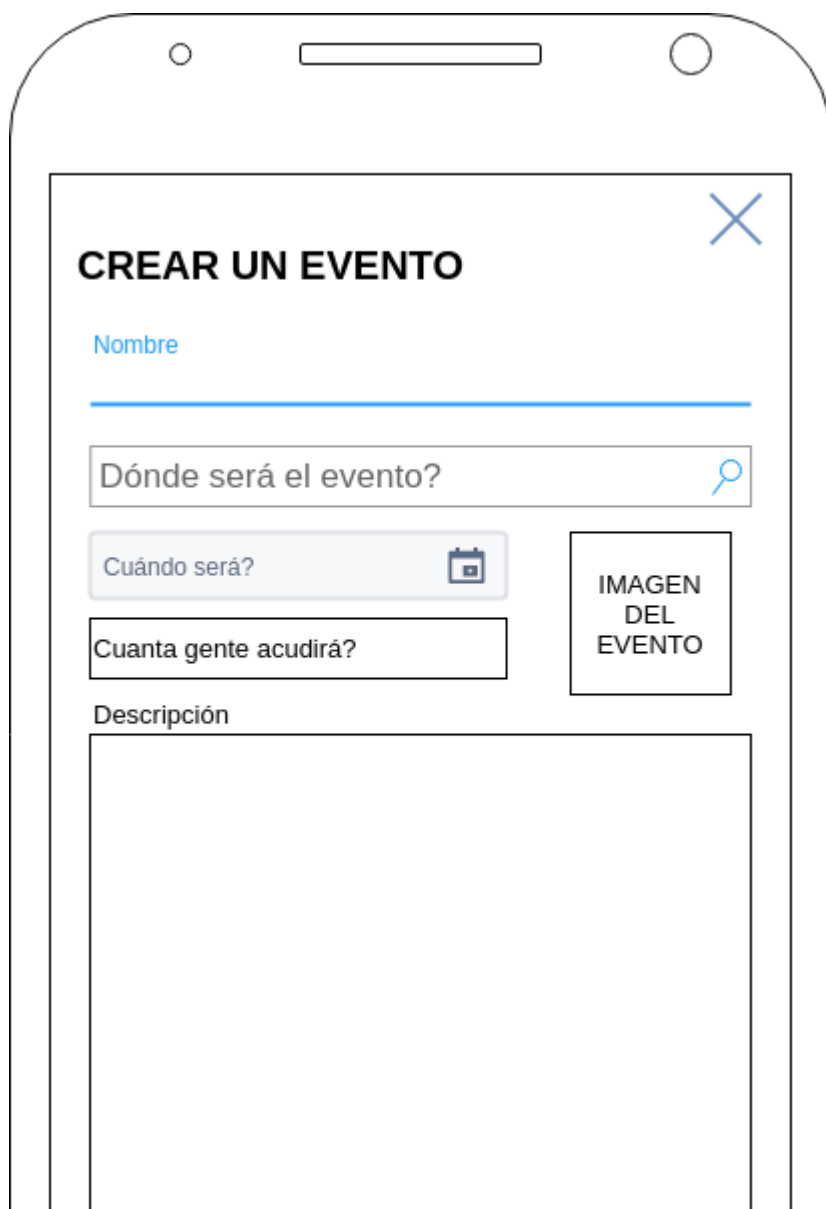 CREAR UN EVENTO
Nombre
Dónde será el evento?
Cuándo será?
IMAGEN
DEL
EVENTO
Cuanta gente acudirá?
Descripción